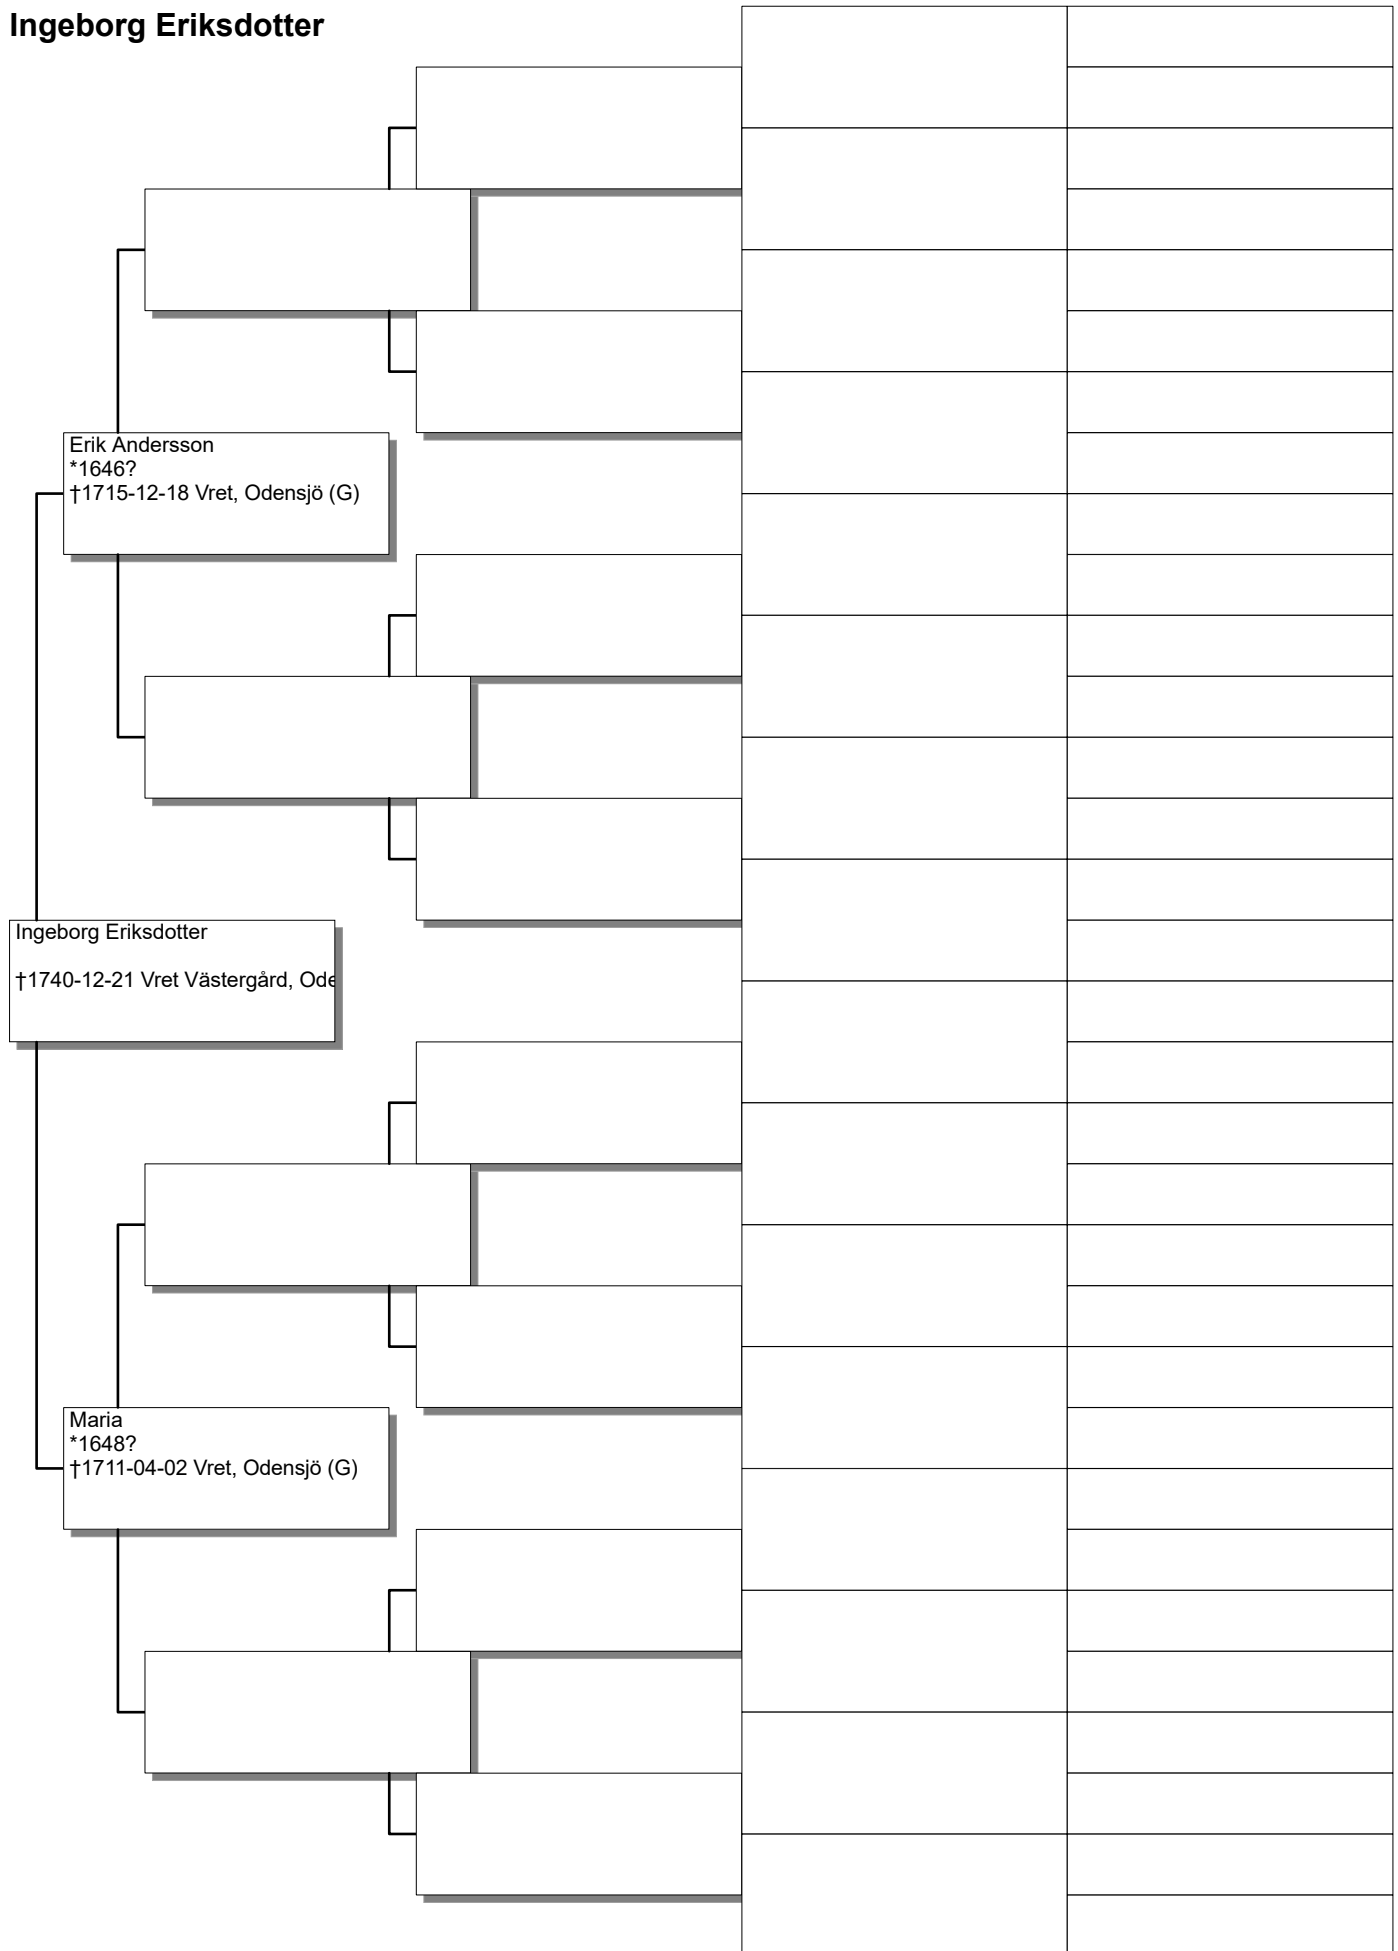 Ingeborg Eriksdotter
Erik Andersson
*1646?
†1715-12-18 Vret, Odensjö (G)
Ingeborg Eriksdotter
†1740-12-21 Vret Västergård, Ode
Maria
*1648?
†1711-04-02 Vret, Odensjö (G)